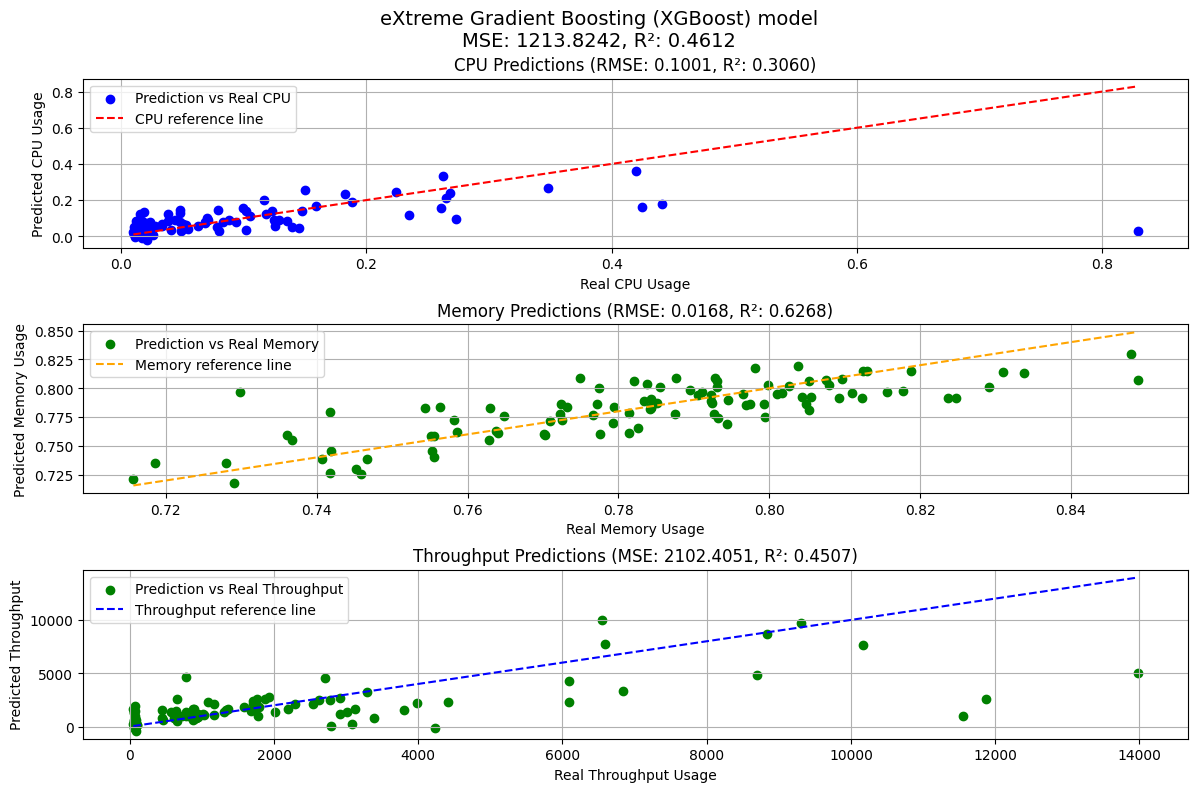 eXtreme Gradient Boosting (XGBoost) model
MSE: 1213.8242, R²: 0.4612
CPU Predictions (RMSE: 0.1001, R²: 0.3060)
Predicted CPU Usage
0.8
0.6
0.4
0.2
0.0
Prediction vs Real CPU
CPU reference line
0.0 0.2 0.4 0.6 0.8
Real CPU Usage
Memory Predictions (RMSE: 0.0168, R²: 0.6268)
Predicted Memory Usage
0.850
0.825
0.800
0.775
0.750
0.725
Prediction vs Real Memory
Memory reference line
0.72 0.74 0.76 0.78 0.80 0.82 0.84
Real Memory Usage
Throughput Predictions (MSE: 2102.4051, R²: 0.4507)
Predicted Throughput
10000
5000
0
Prediction vs Real Throughput
Throughput reference line
0 2000 4000 6000 8000 10000 12000 14000
Real Throughput Usage